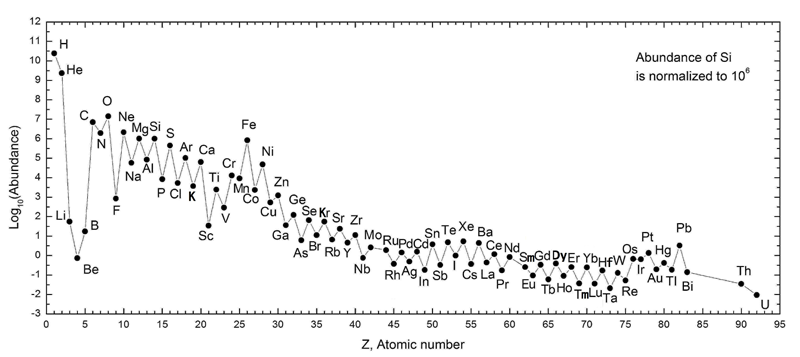 12
11
10
9
8
7
6
5
4
3
2
1
0
-1
-2
-3
Log10(Abundance)
Abundance of Si
is normalized to 10^6
H
He
Li
Be
B
C
N
O
F
Ne
Na
Mg
Al
Si
P
S
Cl
Ar
K
Ca
Sc
Ti
V
Cr
Mn
Fe
Co
Ni
Cu
Zn
Ga
Ge
As
Se
Br
Kr
Rb
Sr
Y
Zr
Nb
Mo
Ru
Rh
Pd
Ag
Cd
In
Sn
Sb
Te
I
Xe
Cs
Ba
La
Ce
Pr
Nd
Sm
Eu
Gd
Tb
Dy
Ho
Er
Tm
Yb
Lu
Hf
Ta
W
Re
Os
Ir
Pt
Au
Hg
Tl
Pb
Bi
Th
U
0 5 10 15 20 25 30 35 40 45 50 55 60 65 70 75 80 85 90 95
Z, Atomic number